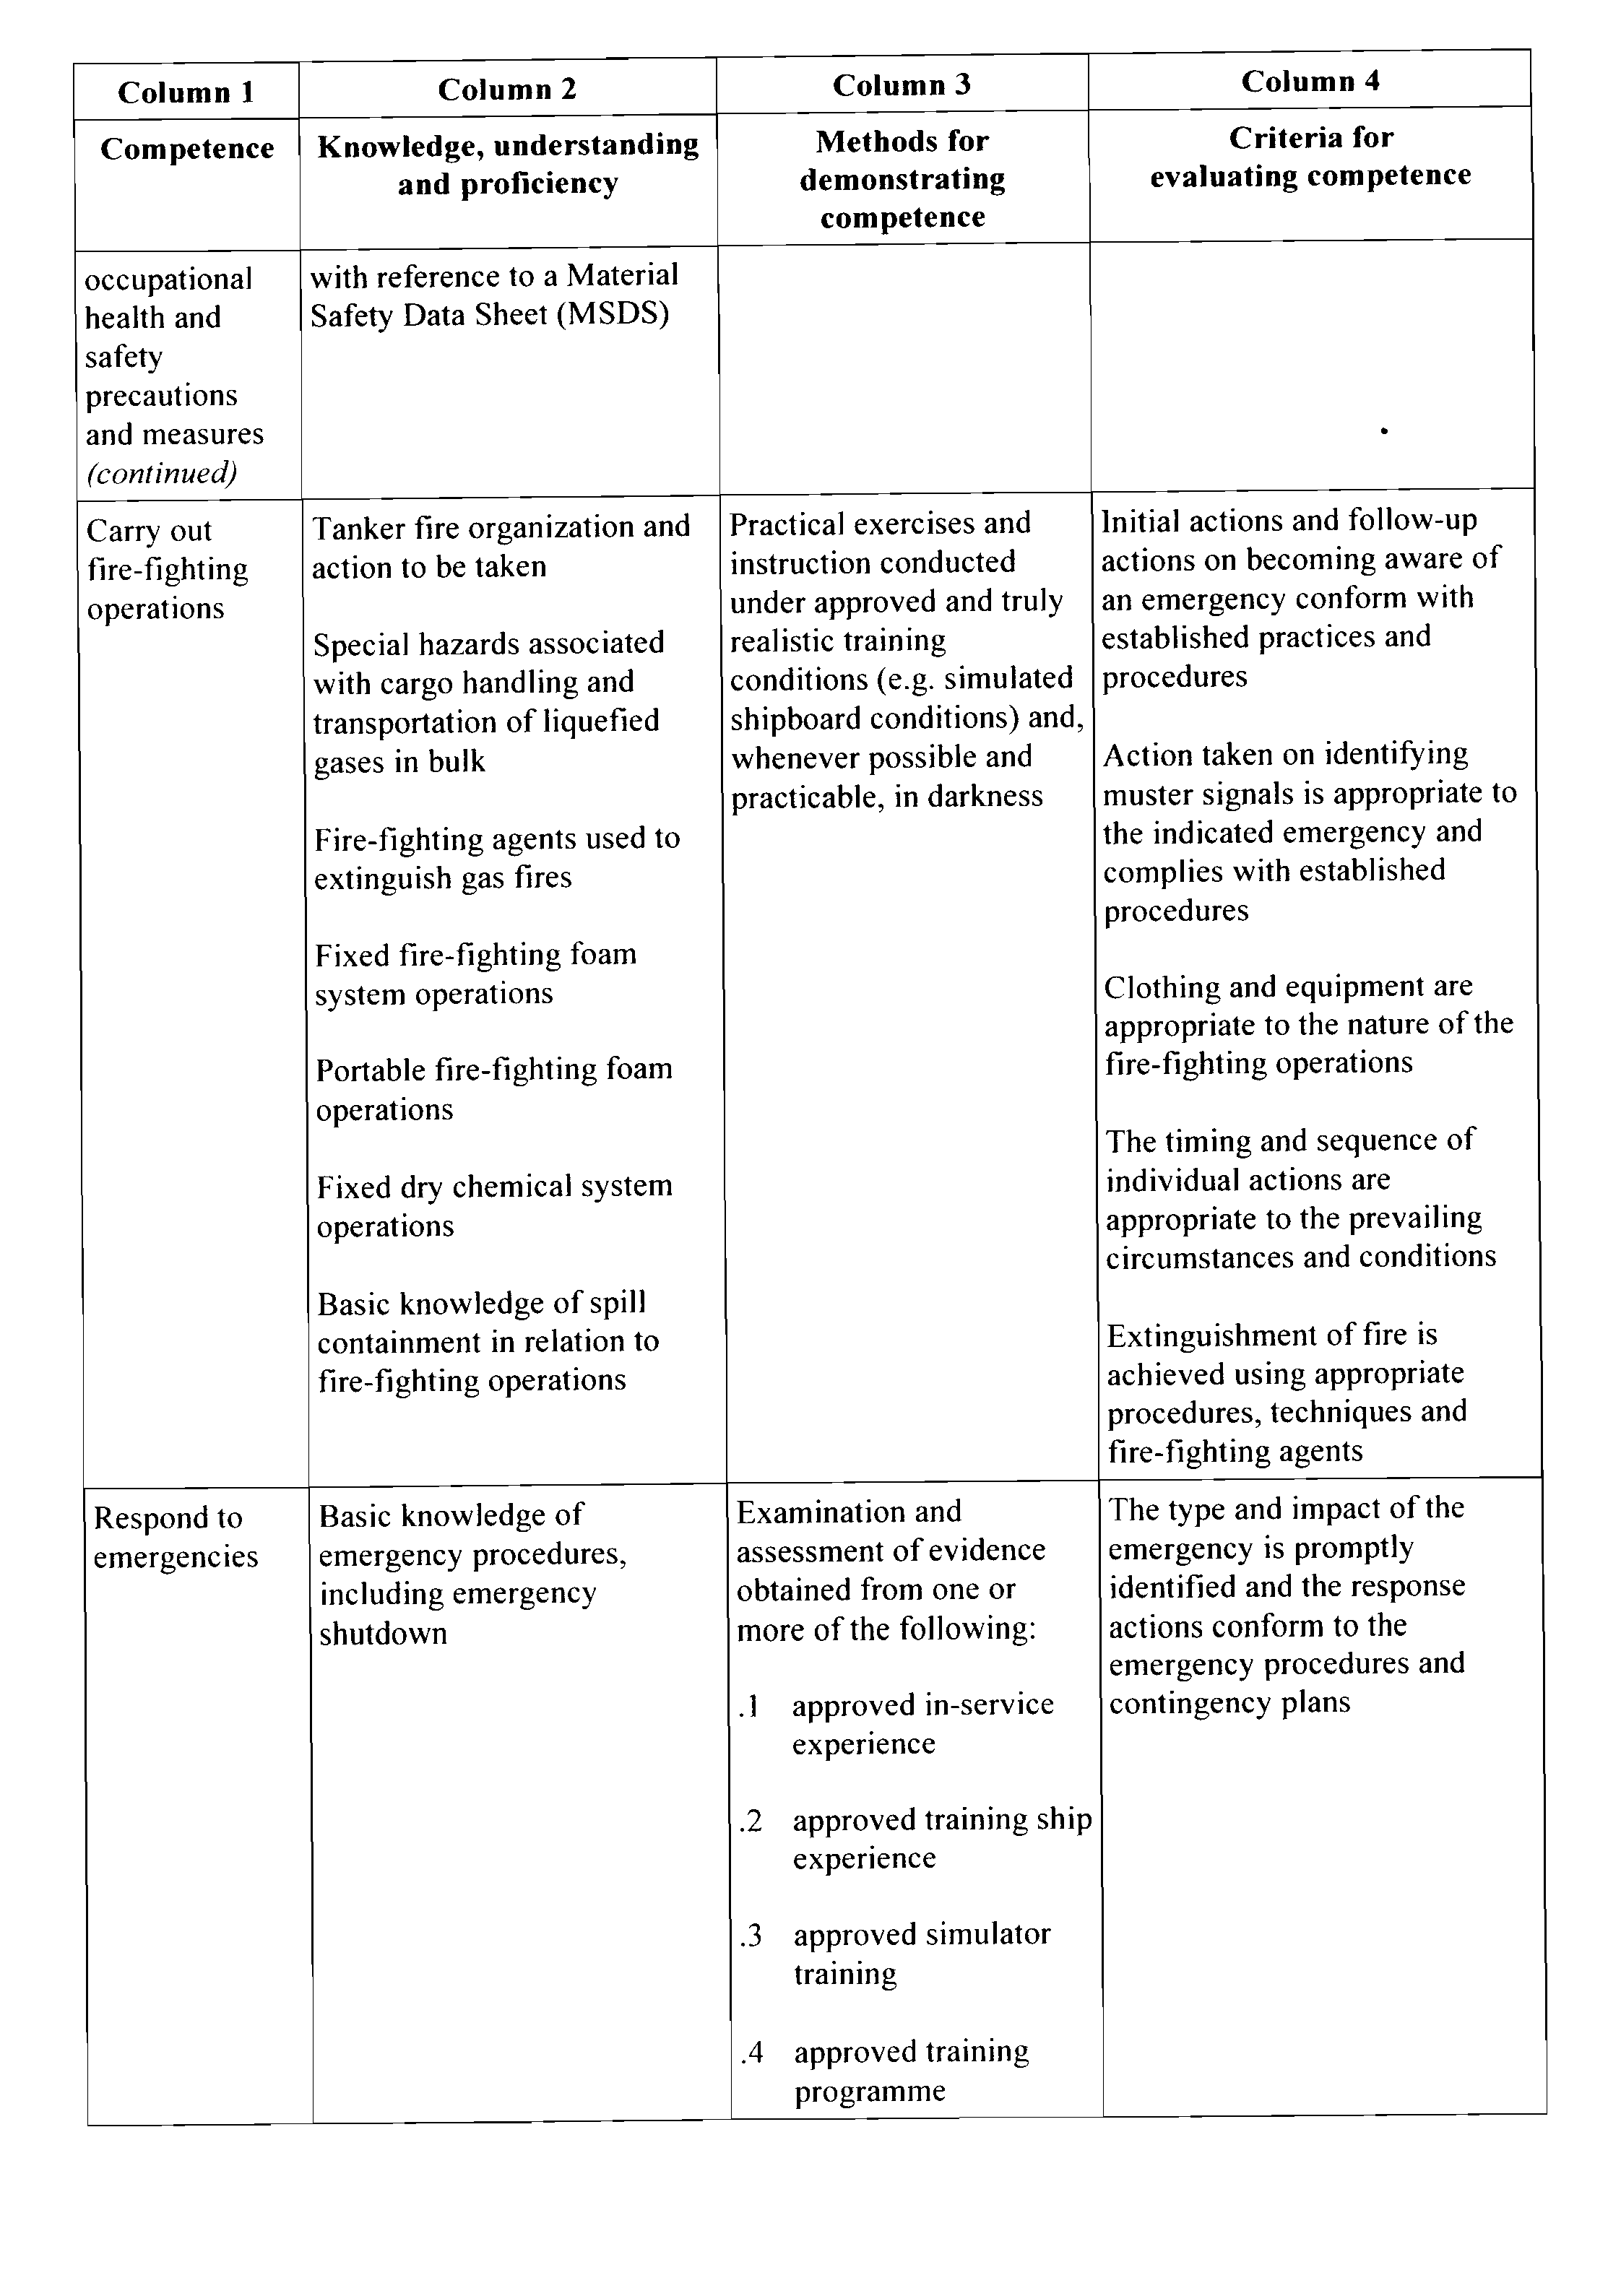 Column 1
Column 2
Column 3
Column 4
Competence
Knowledge, understanding
and proficiency
Methods for
demonstrating
competence
Criteria for
evaluating competence
occupational
health and
safety
precautions
and measures
(continued)
with reference to a Material
Safety Data Sheet (MSDS)
Carry out
fire-fighting
operations
Tanker fire organization and
action to be taken
Special hazards associated
with cargo handling and
transportation of liquefied
gases in bulk
Fire-fighting agents used to
extinguish gas fires
Fixed fire-fighting foam
system operations
Portable fire-fighting foam
operations
Fixed dry chemical system
operations
Basic knowledge of spill
containment in relation to
fire-fighting operations
Practical exercises and
instruction conducted
under approved and truly
realistic training
conditions (e.g. simulated
shipboard conditions) and,
whenever possible and
practicable, in darkness
Initial actions and follow-up
actions on becoming aware of
an emergency conform with
established practices and
procedures
Action taken on identifying
muster signals is appropriate to
the indicated emergency and
complies with established
procedures
Clothing and equipment are
appropriate to the nature of the
fire-fighting operations
The timing and sequence of
individual actions are
appropriate to the prevailing
circumstances and conditions
Extinguishment of fire is
achieved using appropriate
procedures, techniques and
fire-fighting agents
Respond to
emergencies
Basic knowledge of
emergency procedures,
including emergency
shutdown
Examination and
assessment of evidence
obtained from one or
more of the following:
.1 approved in-service
experience
.2 approved training ship
experience
.3 approved simulator
training
.4 approved training
programme
The type and impact of the
emergency is promptly
identified and the response
actions conform to the
emergency procedures and
contingency plans